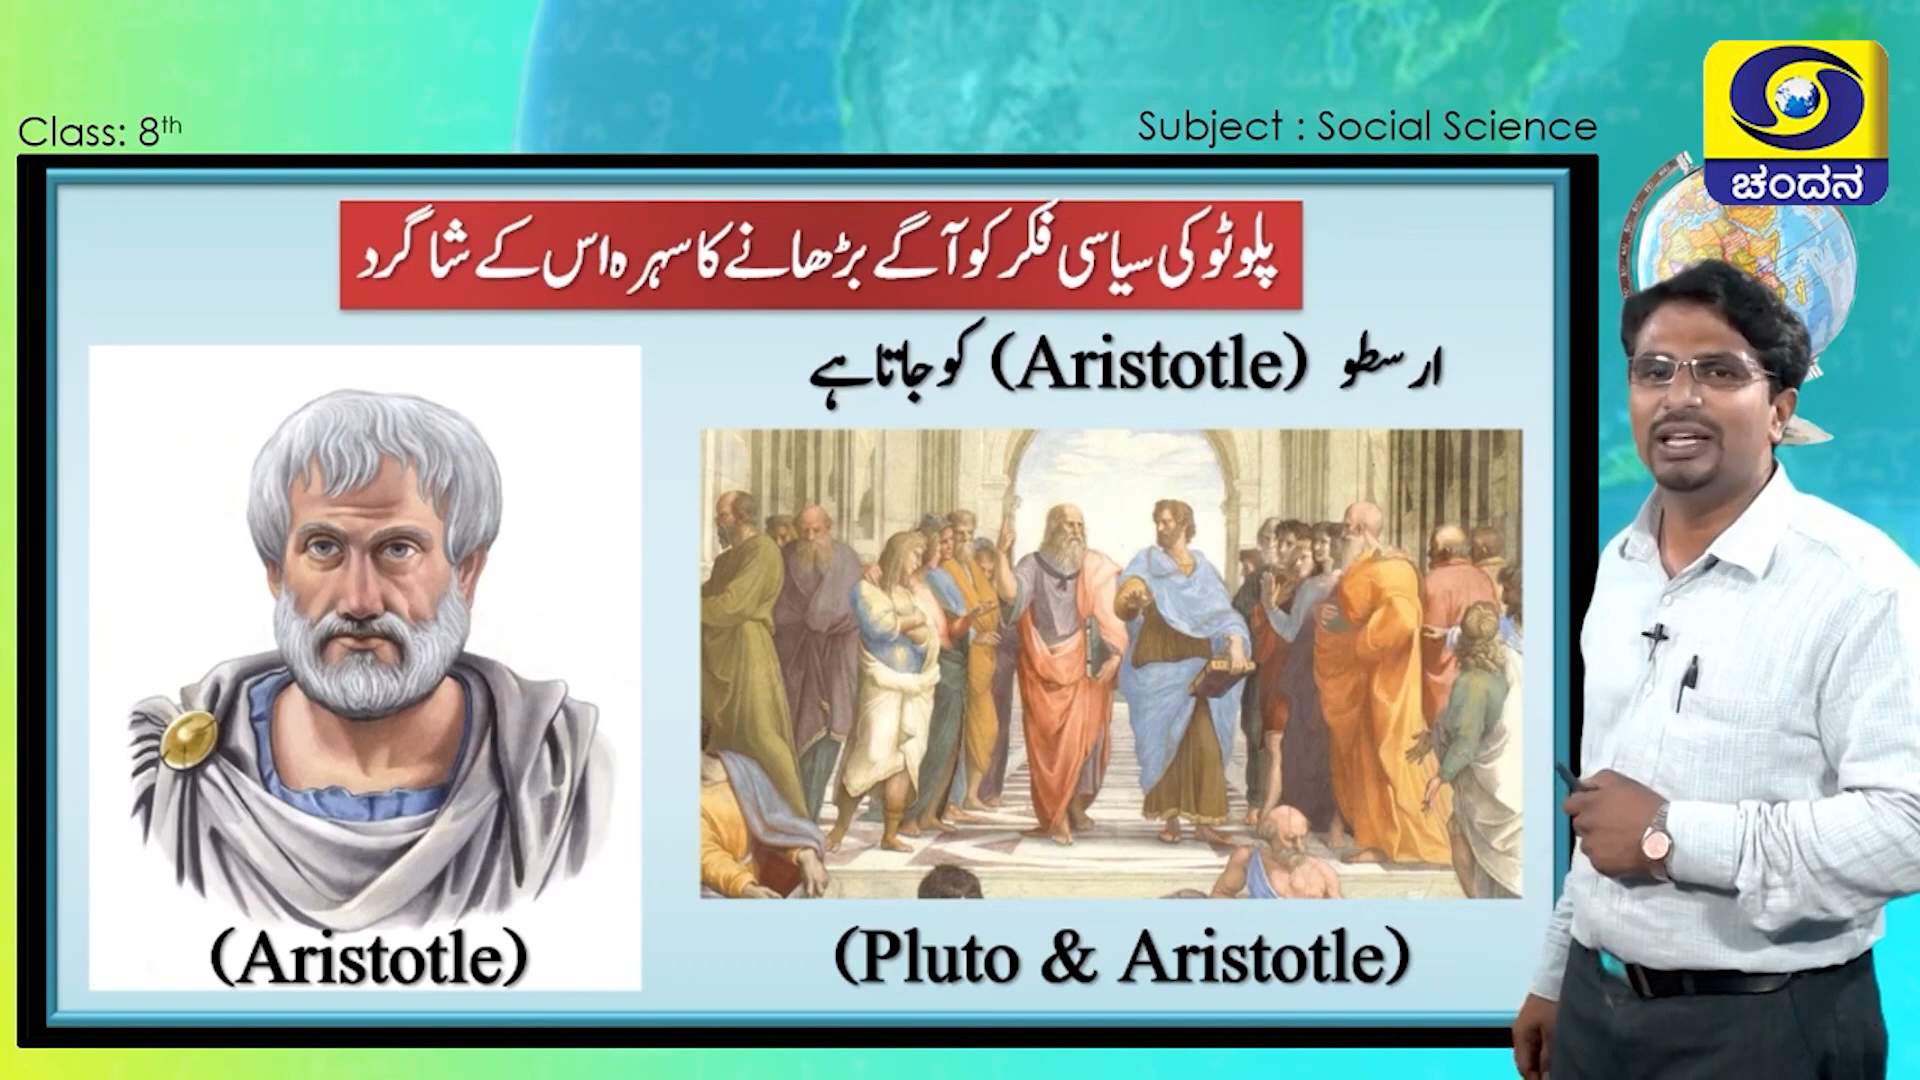 Class: 8th
Subject : Social Science
ಚಂದನ
پلوٹو کی سیاسی فکر کو آگے بڑھانے کا سہرہ اس کے شاگرد
ارسطو (Aristotle) کو جاتا ہے
(Aristotle)
(Pluto & Aristotle)